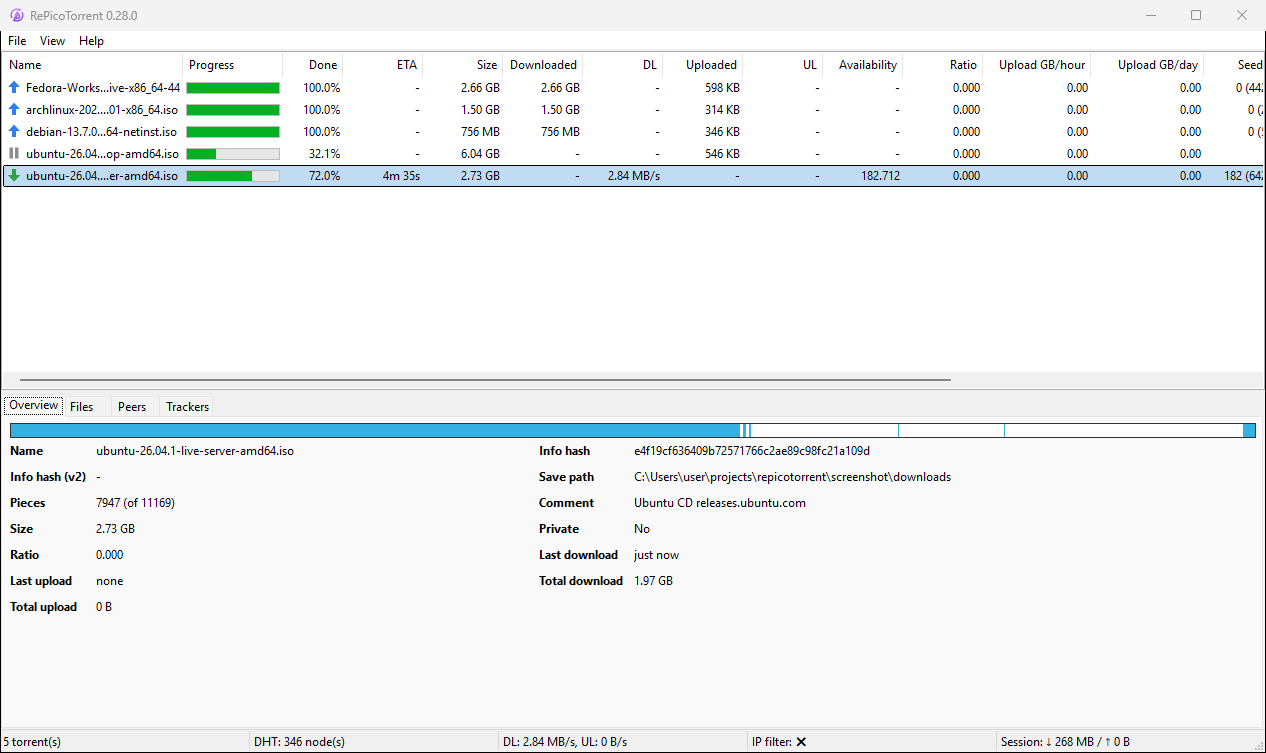 RePicoTorrent 0.28.0
File View Help
Name Progress Done ETA Size Downloaded DL Uploaded UL Availability Ratio Upload GB/hour Upload GB/day Seed
Fedora-Works...ive-x86_64-44 100.0% - 2.66 GB 2.66 GB - 598 KB - - 0.000 0.00 0.00 0 (442
archlinux-202....01-x86_64.iso 100.0% - 1.50 GB 1.50 GB - 314 KB - - 0.000 0.00 0.00 0 (
debian-13.7.0...64-netinst.iso 100.0% - 756 MB 756 MB - 346 KB - - 0.000 0.00 0.00 0 (
ubuntu-26.04...op-amd64.iso 32.1% - 6.04 GB - - 546 KB - - 0.000 0.00 0.00
ubuntu-26.04....er-amd64.iso 72.0% 4m 35s 2.73 GB - 2.84 MB/s - - 182.712 0.000 0.00 0.00 182 (642
Overview Files Peers Trackers
Name ubuntu-26.04.1-live-server-amd64.iso Info hash e4f19cf636409b72571766c2ae89c98fc21a109d
Info hash (v2) - Save path C:\Users\user\projects\repicotorrent\screenshot\downloads
Pieces 7947 (of 11169) Comment Ubuntu CD releases.ubuntu.com
Size 2.73 GB Private No
Ratio 0.000 Last download just now
Last upload none Total download 1.97 GB
Total upload 0 B
5 torrent(s) DHT: 346 node(s) DL: 2.84 MB/s, UL: 0 B/s IP filter: ✕ Session: ↓ 268 MB / ↑ 0 B